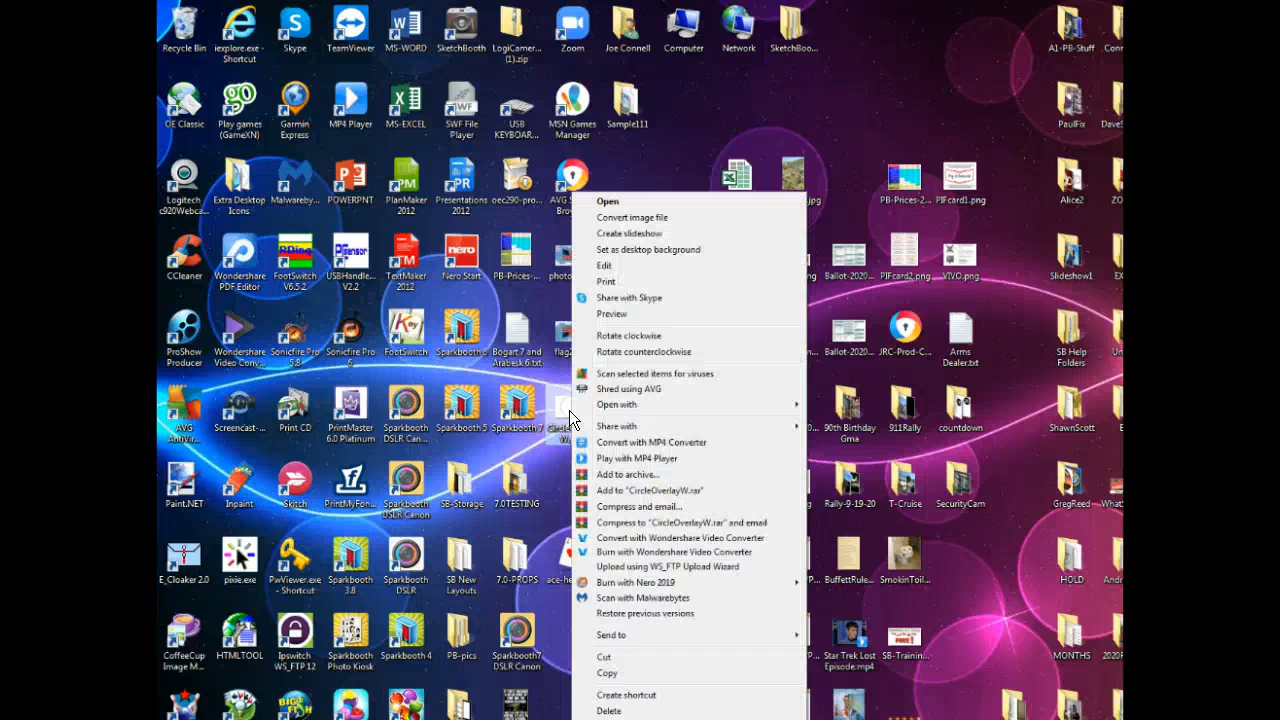 Recycle Bin
iexplore.exe -
Shortcut
Skype
TeamViewer
MS-WORD
SketchBooth
LogiCamer...
(1).zip
Zoom
Joe Connell
Computer
Network
SketchBoo...
A1-PB-Stuff
OE Classic
Play games
(GameXN)
Garmin
Express
MP4 Player
MS-EXCEL
SWF File
Player
USB
KEYBOAR...
MSN Games
Manager
Sample111
PaulFix
Logitech
c920Webca...
Extra Desktop
Icons
Malwareby...
POWERPNT
PlanMaker
2012
Presentations
2012
oec290-pro...
PB-Prices-2...
PIFcard1.png
Alice2
CCleaner
Wondershare
PDF Editor
FootSwitch
V6.5.2
USBHandle...
V2.2
TextMaker
2012
Nero Start
PB-Prices-...
Ballot-2020...
PIFcard2.png
VIVO.png
Slideshow1
ProShow
Producer
Wondershare
Video Conv...
Sonicfire Pro
5.8
Sonicfire Pro
6
FootSwitch
Sparkbooth 6
Bogart 7 and
Arabesk 6.txt
Ballot-2020...
JRC-Prod-C...
Arms
Dealer.txt
SB Help
Folders
AVG
AntiVir...
Screencast-...
Print CD
PrintMaster
6.0 Platinum
Sparkbooth
DSLR Can...
Sparkbooth 5
Sparkbooth 7
90th Birthday
Gma
911Rally
countdown
ShawnScott
Paint.NET
Inpaint
Skitch
PrintMyFon...
Sparkbooth
DSLR Canon
SB-Storage
7.0TESTING
Rally-9-19-20
T-Cruise
SecurityCam
GregReed
E_Cloaker 2.0
pixie.exe
PwViewer.exe
- Shortcut
Sparkbooth
3.8
Sparkbooth
DSLR
SB New
Layouts
7.0-PROPS
BuffettRule...
SmokinToil...
HOLD
CoffeeCup
Image M...
HTMLTOOL
Ipswitch
WS_FTP 12
Sparkbooth
Photo Kiosk
Sparkbooth 4
PB-pics
Sparkbooth7
DSLR Canon
Star Trek Lost
Episode.mp4
SB-Trainin...
MONTHS
Open
Convert image file
Create slideshow
Set as desktop background
Edit
Print
Share with Skype
Preview
Rotate clockwise
Rotate counterclockwise
Scan selected items for viruses
Shred using AVG
Open with
Share with
Convert with MP4 Converter
Play with MP4 Player
Add to archive...
Add to "CircleOverlayW.rar"
Compress and email...
Compress to "CircleOverlayW.rar" and email
Convert with Wondershare Video Converter
Burn with Wondershare Video Converter
Upload using WS_FTP Upload Wizard
Burn with Nero 2019
Scan with Malwarebytes
Restore previous versions
Send to
Cut
Copy
Create shortcut
Delete